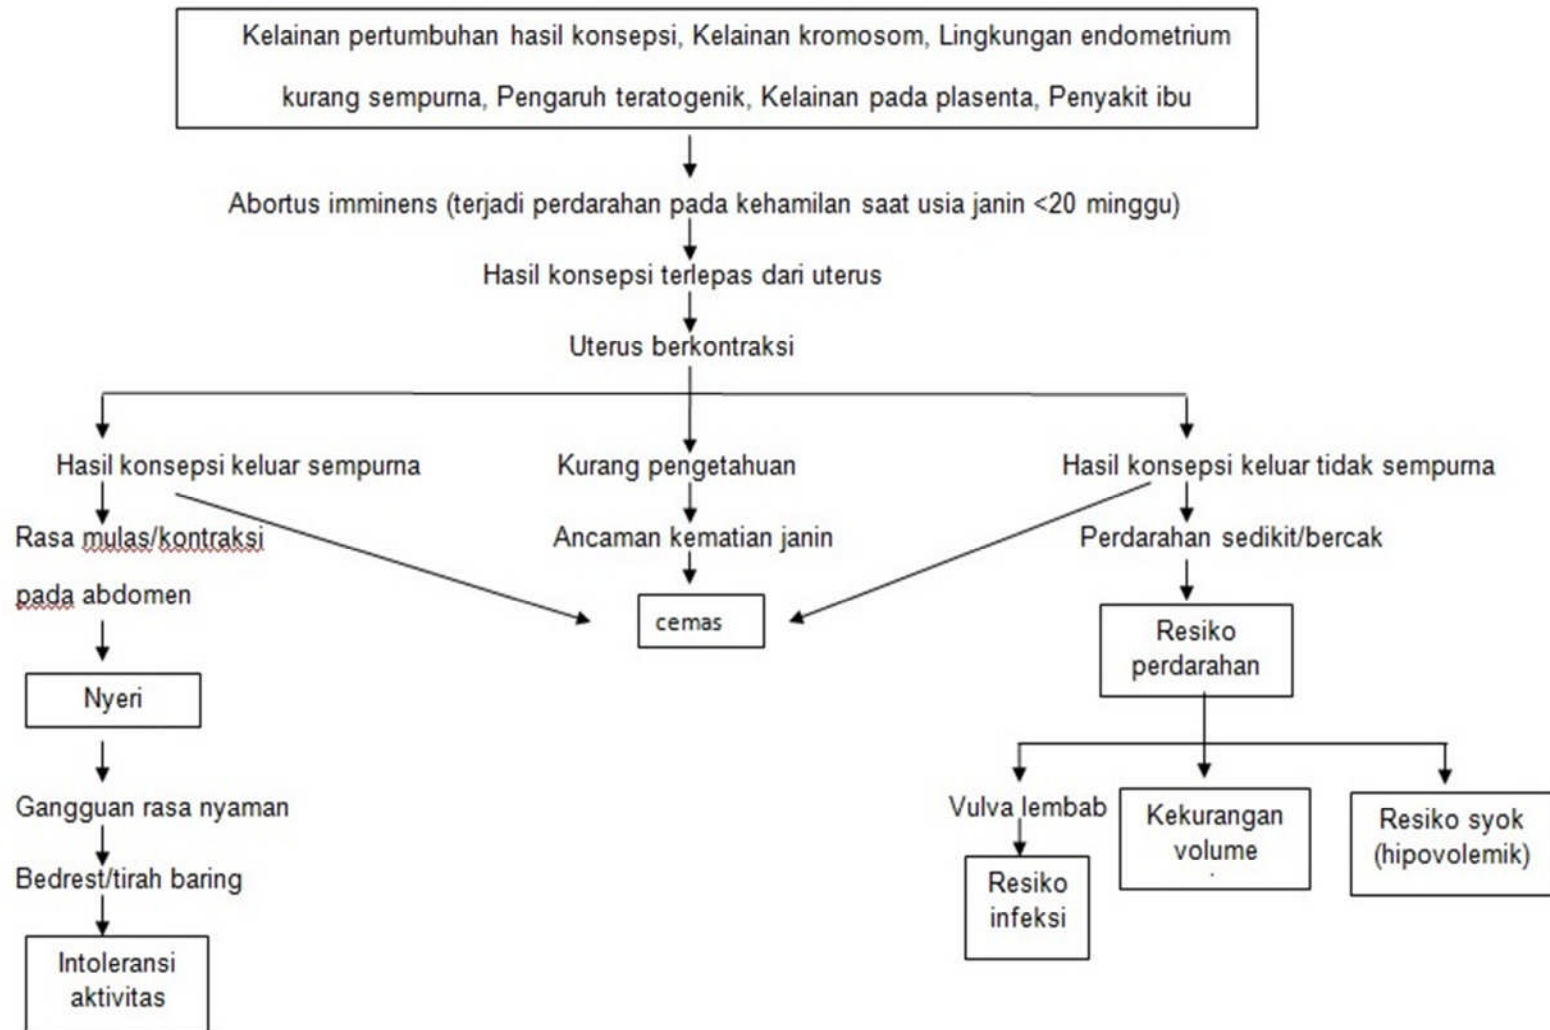 Kelainan pertumbuhan hasil konsepsi, Kelainan kromosom, Lingkungan endometrium
kurang sempurna, Pengaruh teratogenik, Kelainan pada plasenta, Penyakit ibu
Abortus imminens (terjadi perdarahan pada kehamilan saat usia janin <20 minggu)
Hasil konsepsi terlepas dari uterus
Uterus berkontraksi
Hasil konsepsi keluar sempurna
Rasa mulas/kontraksi
pada abdomen
Nyeri
Gangguan rasa nyaman
Bedrest/tirah baring
Intoleransi
aktivitas
Kurang pengetahuan
Ancaman kematian janin
cemas
Hasil konsepsi keluar tidak sempurna
Perdarahan sedikit/bercak
Resiko
perdarahan
Vulva lembab
Resiko
infeksi
Kekurangan
volume
Resiko syok
(hipovolemik)